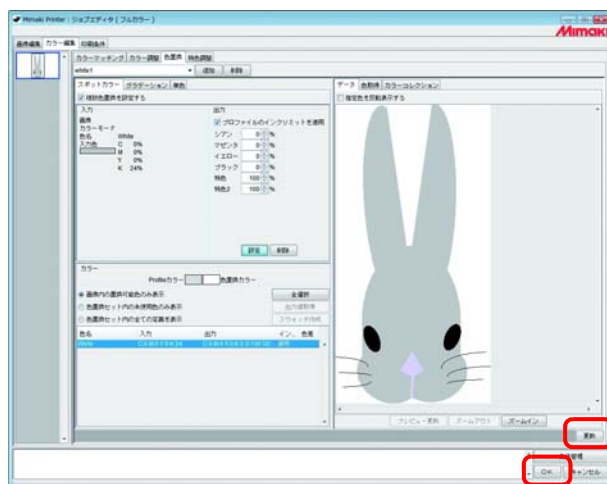 Mimaki Printer : ジョブエディタ ( フルカラー )
Mimaki
画像編集 カラー編集 印刷条件
カラーマッチング カラー調整 色置換 特色調整
white1 追加 削除
スポットカラー グラデーション 単色
データ 色取得 カラーコレクション
指定色を回転表示する
入力
画像
カラーモード
色名 White
入力色 C 0%
M 0%
Y 0%
K 24%
出力
プロファイルのインクリミットを適用
シアン 0 %
マゼンタ 0 %
イエロー 0 %
ブラック 0 %
特色 100 %
特色2 100 %
設定 削除
カラー
Profileカラー 色置換カラー
画像内の置換可能色のみ表示 全選択
色置換セット内の未使用色のみ表示
色置換セット内の全ての定義を表示 スウォッチ作成
色名 入力 出力 イン... 色差
White
プレビュー更新 ズームアウト ズームイン
更新
OK キャンセル